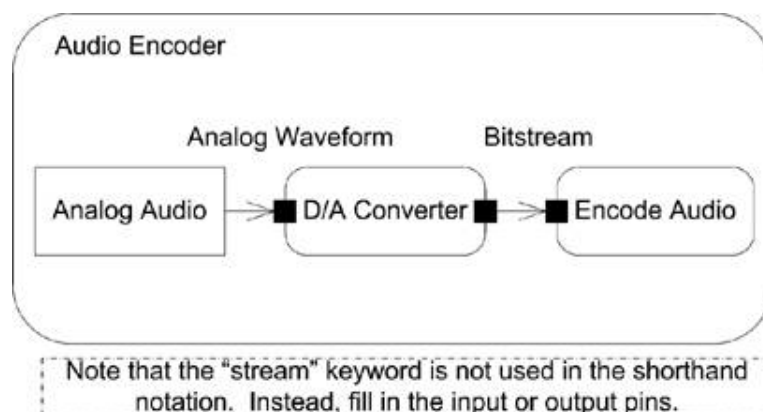 Audio Encoder
Analog Waveform
Bitstream
Analog Audio
D/A Converter
Encode Audio
Note that the “stream” keyword is not used in the shorthand
notation. Instead, fill in the input or output pins.